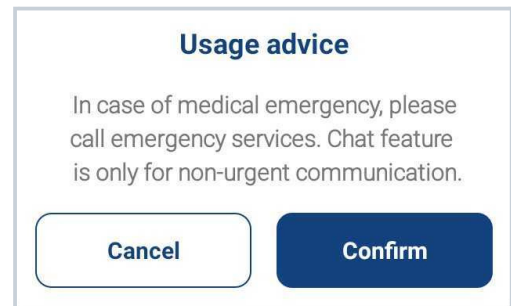 Usage advice
In case of medical emergency, please
call emergency services. Chat feature
is only for non-urgent communication.
Cancel
Confirm